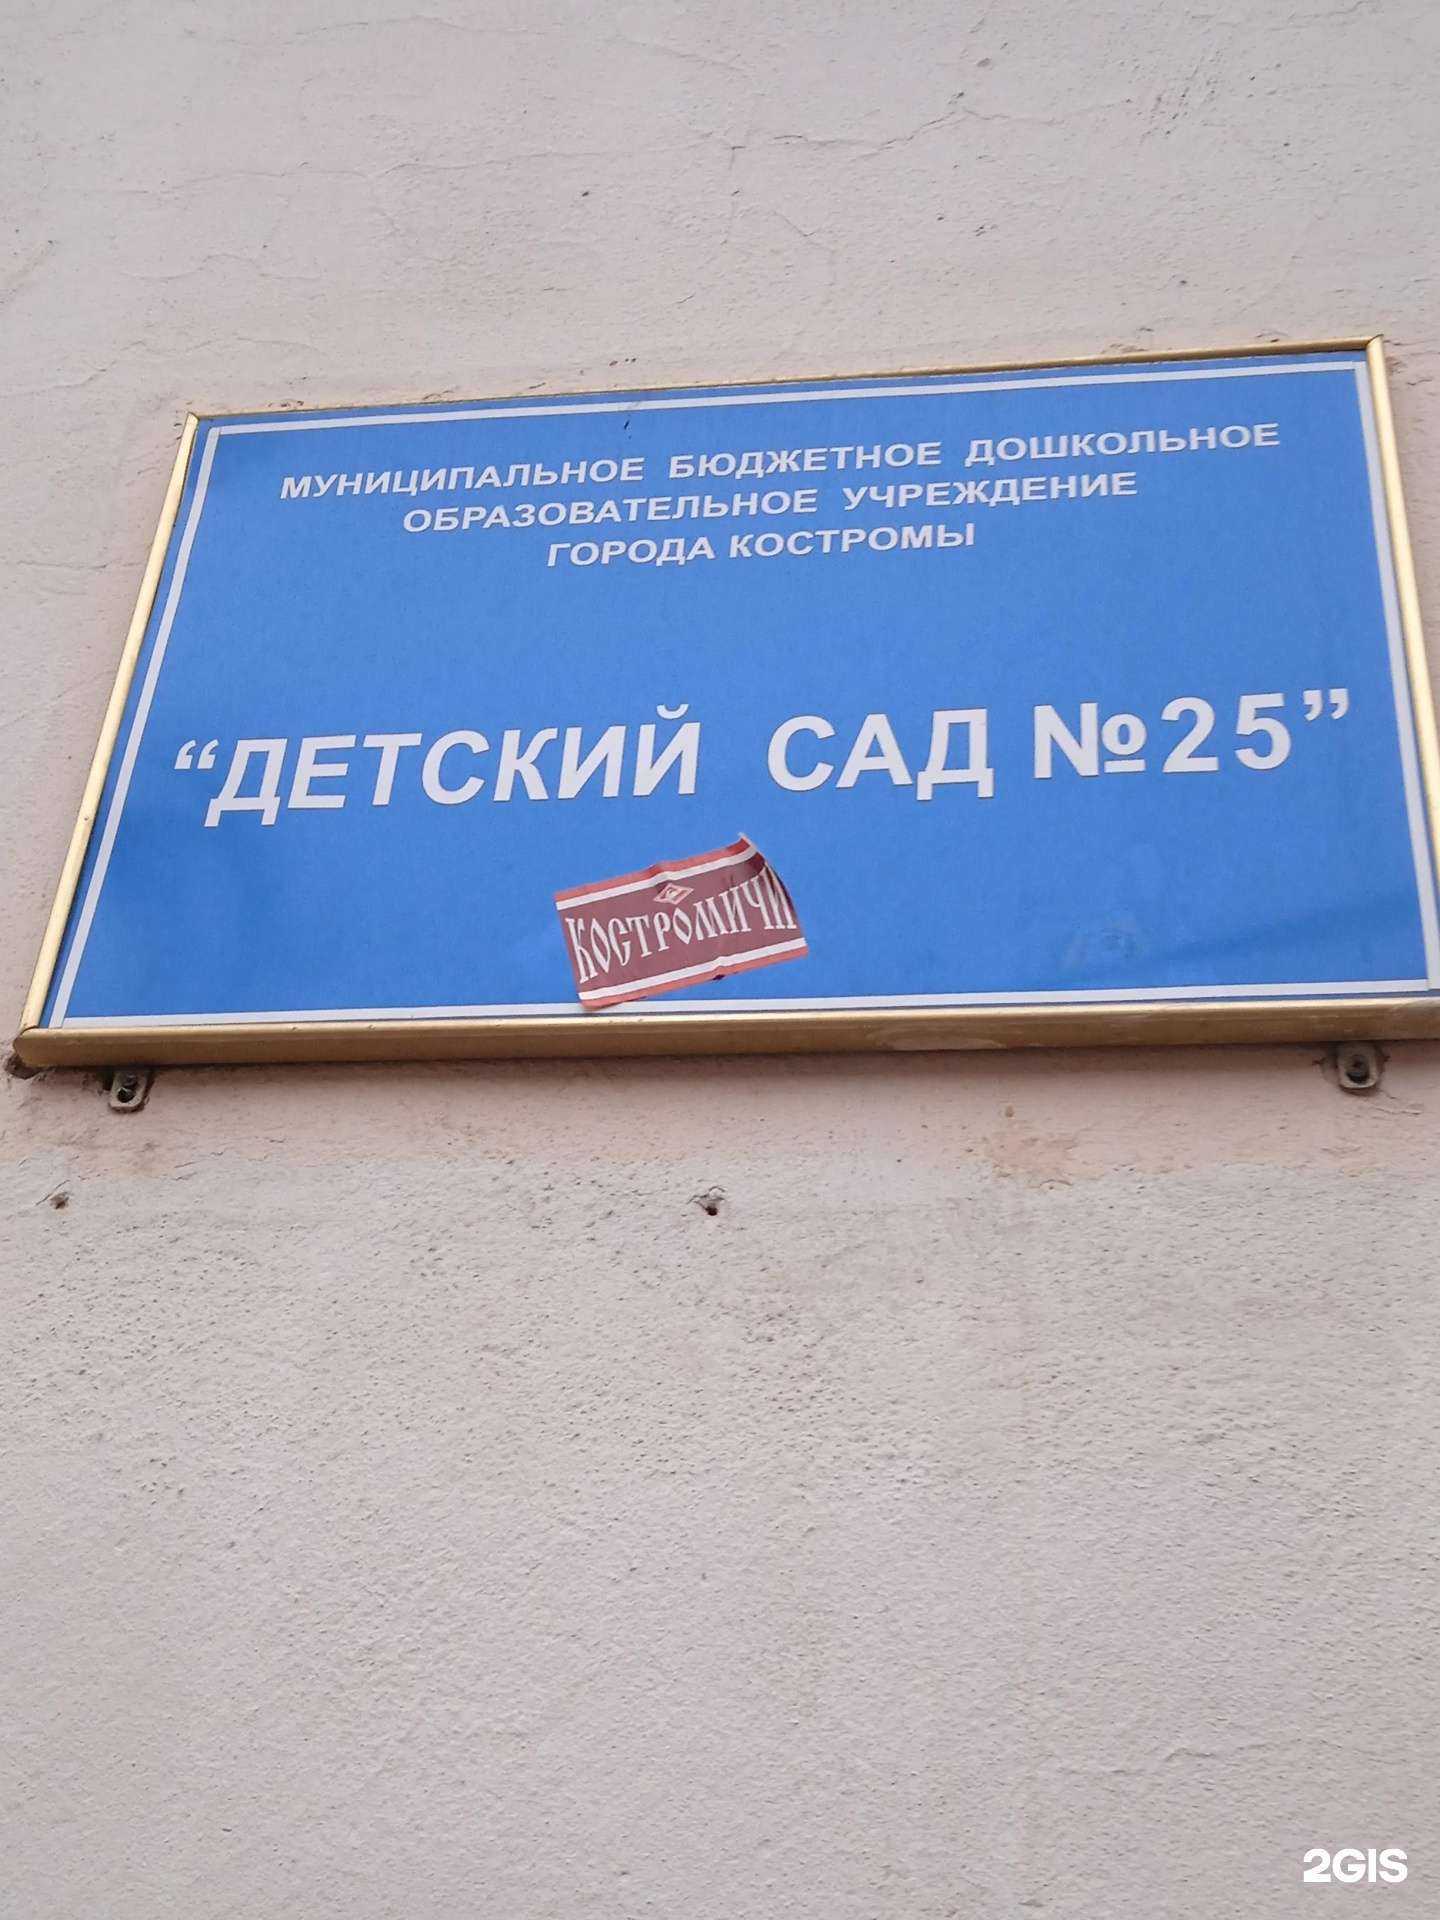 МУНИЦИПАЛЬНОЕ БЮДЖЕТНОЕ ДОШКОЛЬНОЕ
ОБРАЗОВАТЕЛЬНОЕ УЧРЕЖДЕНИЕ
ГОРОДА КОСТРОМЫ
“ДЕТСКИЙ САД №25”
КОСТРОМИЧИ
2GIS